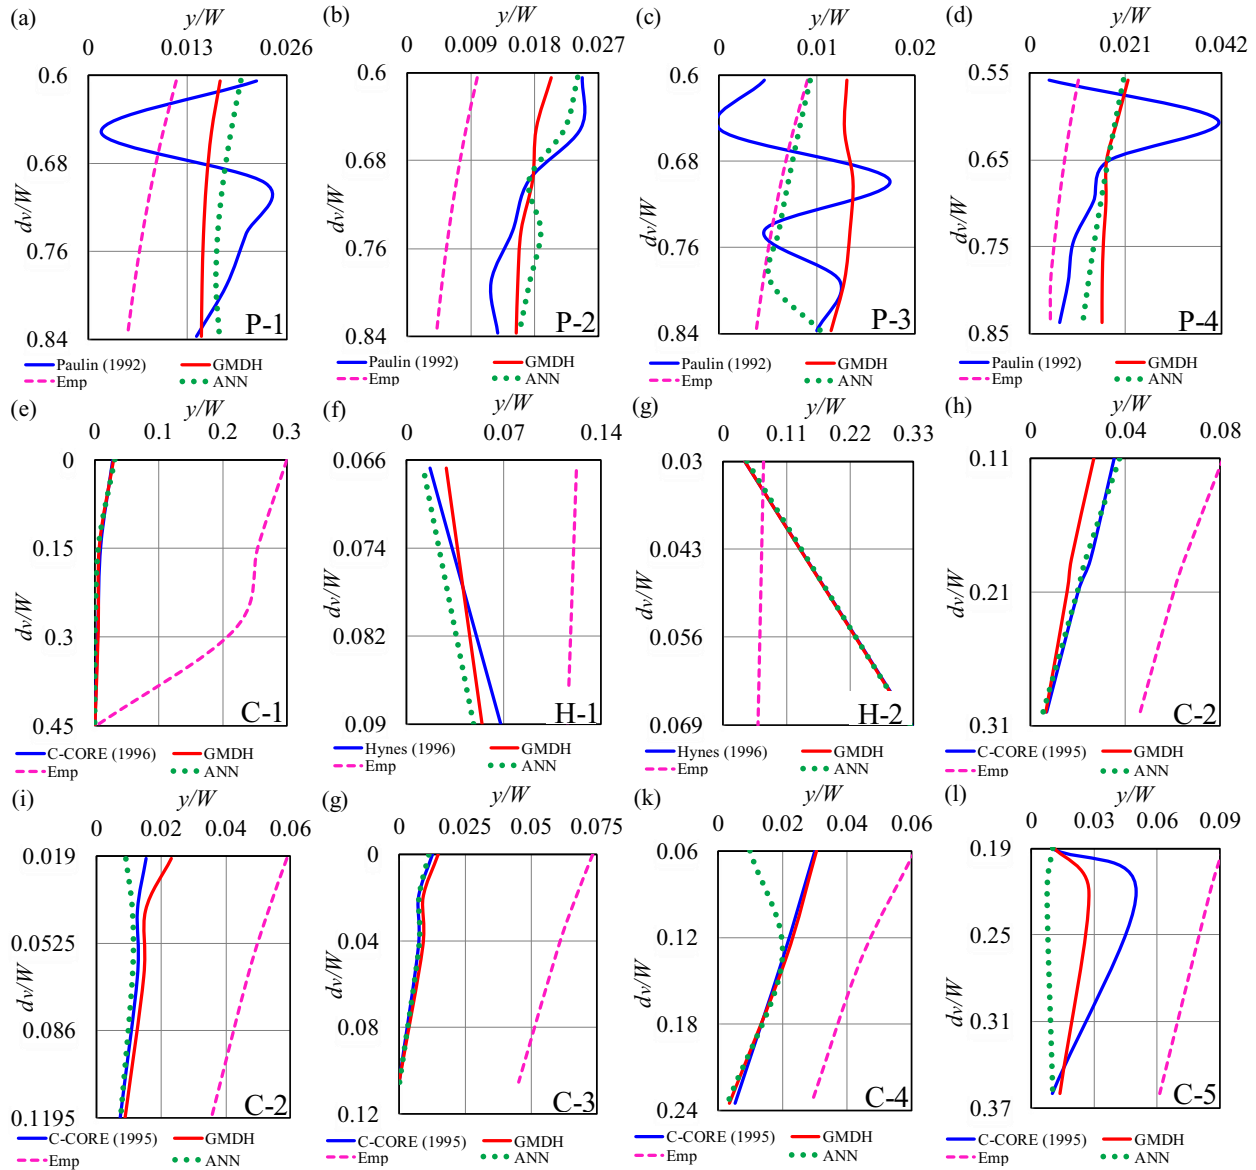 (a) y/W
0 0.013 0.026
0.6
0.68
0.76
0.84
dv/W
P-1
Paulin (1992) GMDH
Emp ANN
(b) y/W
0 0.009 0.018 0.027
0.6
0.68
0.76
0.84
dv/W
P-2
Paulin (1992) GMDH
Emp ANN
(c) y/W
0 0.01 0.02
0.6
0.68
0.76
0.84
dv/W
P-3
Paulin (1992) GMDH
Emp ANN
(d) y/W
0 0.021 0.042
0.55
0.65
0.75
0.85
dv/W
P-4
Paulin (1992) GMDH
Emp ANN
(e) y/W
0 0.1 0.2 0.3
0
0.15
0.3
0.45
dv/W
C-1
C-CORE (1996) GMDH
Emp ANN
(f) y/W
0 0.07 0.14
0.066
0.074
0.082
0.09
dv/W
H-1
Hynes (1996) GMDH
Emp ANN
(g) y/W
0 0.11 0.22 0.33
0.03
0.043
0.056
0.069
dv/W
H-2
Hynes (1996) GMDH
Emp ANN
(h) y/W
0 0.04 0.08
0.11
0.21
0.31
dv/W
C-2
C-CORE (1995) GMDH
Emp ANN
(i) y/W
0 0.02 0.04 0.06
0.019
0.0525
0.086
0.1195
dv/W
C-2
C-CORE (1995) GMDH
Emp ANN
(g) y/W
0 0.025 0.05 0.075
0
0.04
0.08
0.12
dv/W
C-3
C-CORE (1995) GMDH
Emp ANN
(k) y/W
0 0.02 0.04 0.06
0.06
0.12
0.18
0.24
dv/W
C-4
C-CORE (1995) GMDH
Emp ANN
(l) y/W
0 0.03 0.06 0.09
0.19
0.25
0.31
0.37
dv/W
C-5
C-CORE (1995) GMDH
Emp ANN